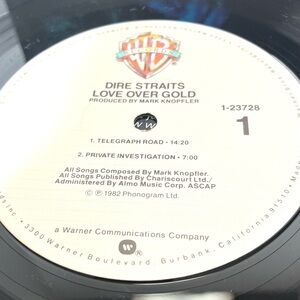 WB
DIRE STRAITS
LOVE OVER GOLD
PRODUCED BY MARK KNOPFLER
1-23728
1
1. TELEGRAPH ROAD • 14:20
2. PRIVATE INVESTIGATION • 7:00
All Songs Composed By Mark Knopfler.
All Songs Published By Chariscourt Ltd./
Administered By Almo Music Corp. ASCAP
℗ © 1982 Phonogram Ltd.
a Warner Communications Company
3300 Warner Boulevard Burbank, California 91510